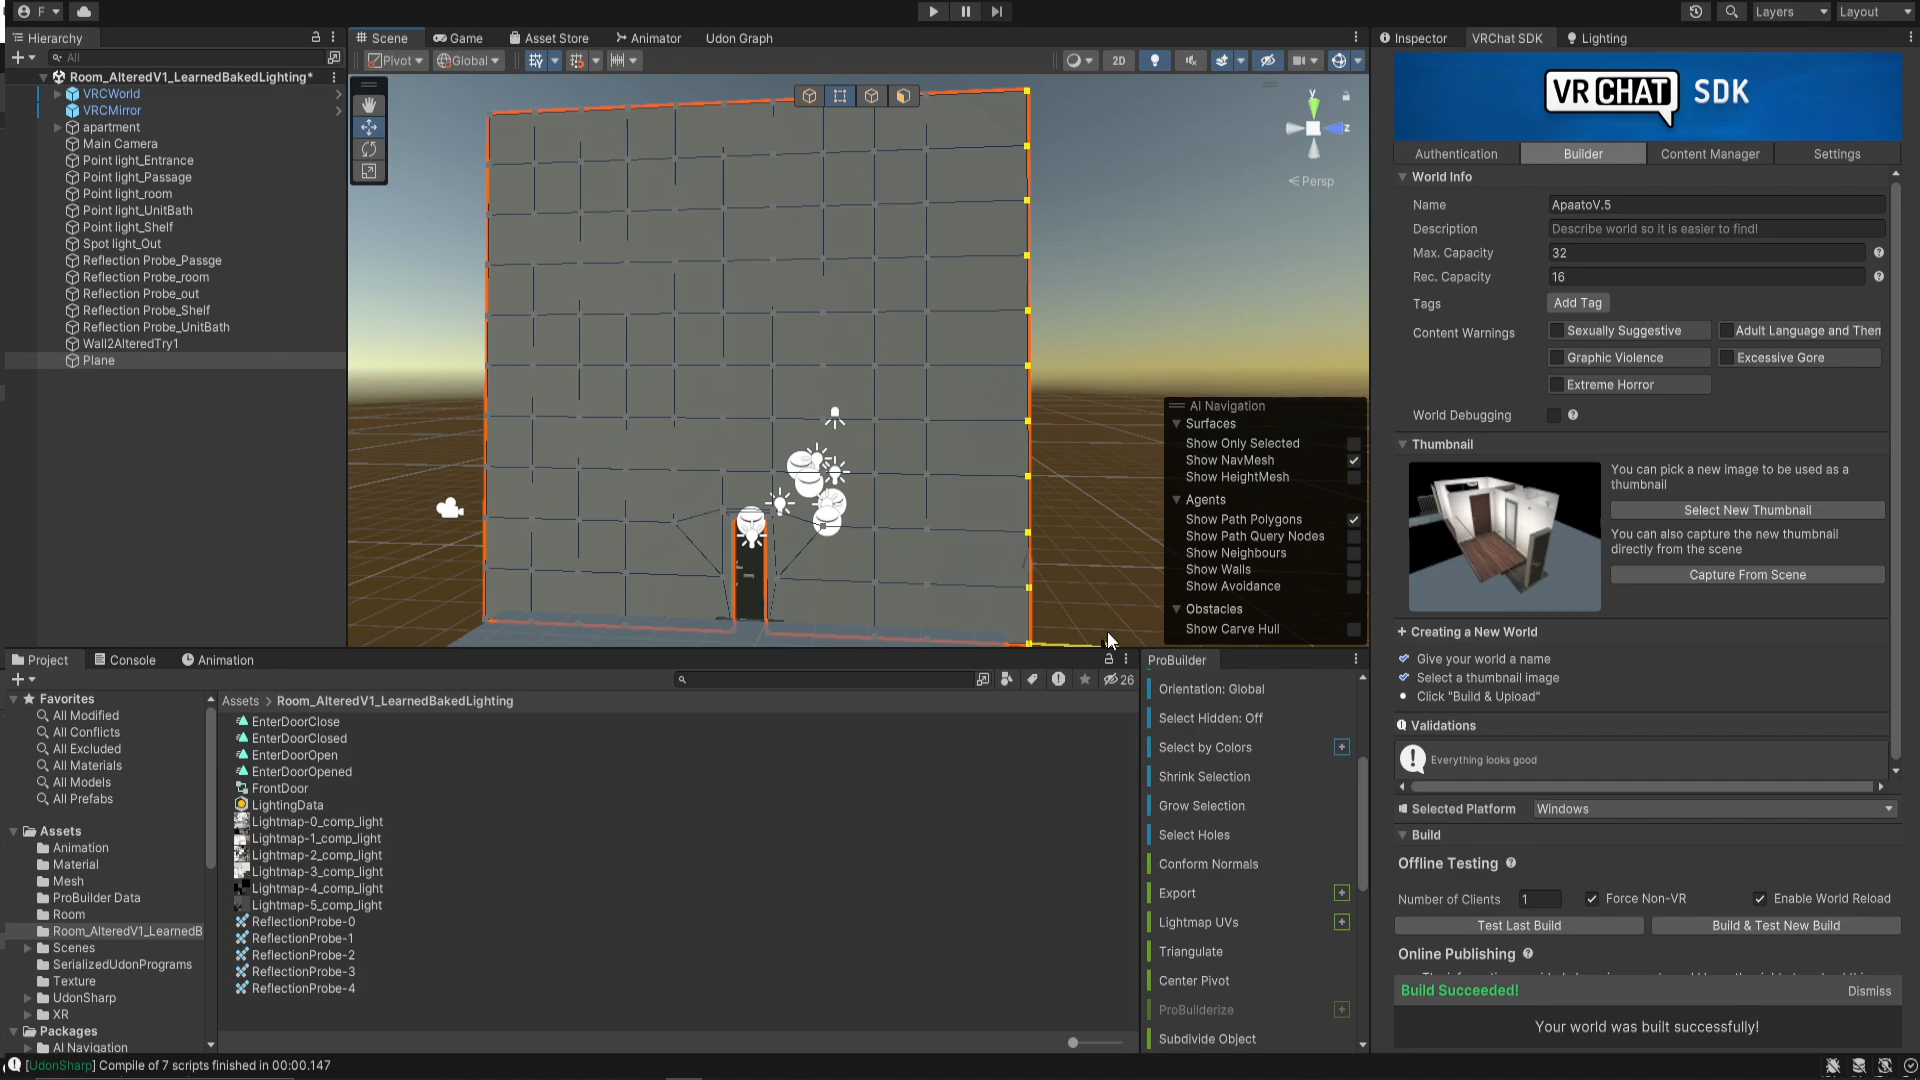 F
Layers
Layout
Hierarchy
All
Room_AlteredV1_LearnedBakedLighting*
VRCWorld
VRCMirror
apartment
Main Camera
Point light_Entrance
Point light_Passage
Point light_room
Point light_UnitBath
Point light_Shelf
Spot light_Out
Reflection Probe_Passge
Reflection Probe_room
Reflection Probe_out
Reflection Probe_Shelf
Reflection Probe_UnitBath
Wall2AlteredTry1
Plane
Scene
Game
Asset Store
Animator
Udon Graph
Pivot
Global
2D
y
z
Persp
AI Navigation
Surfaces
Show Only Selected
Show NavMesh
Show HeightMesh
Agents
Show Path Polygons
Show Path Query Nodes
Show Neighbours
Show Walls
Show Avoidance
Obstacles
Show Carve Hull
Inspector
VRChat SDK
Lighting
VR CHAT SDK
Authentication
Builder
Content Manager
Settings
World Info
Name ApaatoV.5
Description Describe world so it is easier to find!
Max. Capacity 32
Rec. Capacity 16
Tags Add Tag
Content Warnings Sexually Suggestive Adult Language and Then
Graphic Violence Excessive Gore
Extreme Horror
World Debugging
Thumbnail
You can pick a new image to be used as a
thumbnail
Select New Thumbnail
You can also capture the new thumbnail
directly from the scene
Capture From Scene
Creating a New World
Give your world a name
Select a thumbnail image
Click "Build & Upload"
Validations
Everything looks good
Selected Platform Windows
Build
Offline Testing
Number of Clients 1 Force Non-VR Enable World Reload
Test Last Build Build & Test New Build
Online Publishing
Build Succeeded! Dismiss
Your world was built successfully!
Project
Console
Animation
26
Favorites
All Modified
All Conflicts
All Excluded
All Materials
All Models
All Prefabs
Assets
Animation
Material
Mesh
ProBuilder Data
Room
Room_AlteredV1_LearnedB
Scenes
SerializedUdonPrograms
Texture
UdonSharp
XR
Packages
AI Navigation
Assets > Room_AlteredV1_LearnedBakedLighting
EnterDoorClose
EnterDoorClosed
EnterDoorOpen
EnterDoorOpened
FrontDoor
LightingData
Lightmap-0_comp_light
Lightmap-1_comp_light
Lightmap-2_comp_light
Lightmap-3_comp_light
Lightmap-4_comp_light
Lightmap-5_comp_light
ReflectionProbe-0
ReflectionProbe-1
ReflectionProbe-2
ReflectionProbe-3
ReflectionProbe-4
ProBuilder
Orientation: Global
Select Hidden: Off
Select by Colors
Shrink Selection
Grow Selection
Select Holes
Conform Normals
Export
Lightmap UVs
Triangulate
Center Pivot
ProBuilderize
Subdivide Object
[UdonSharp] Compile of 7 scripts finished in 00:00.147